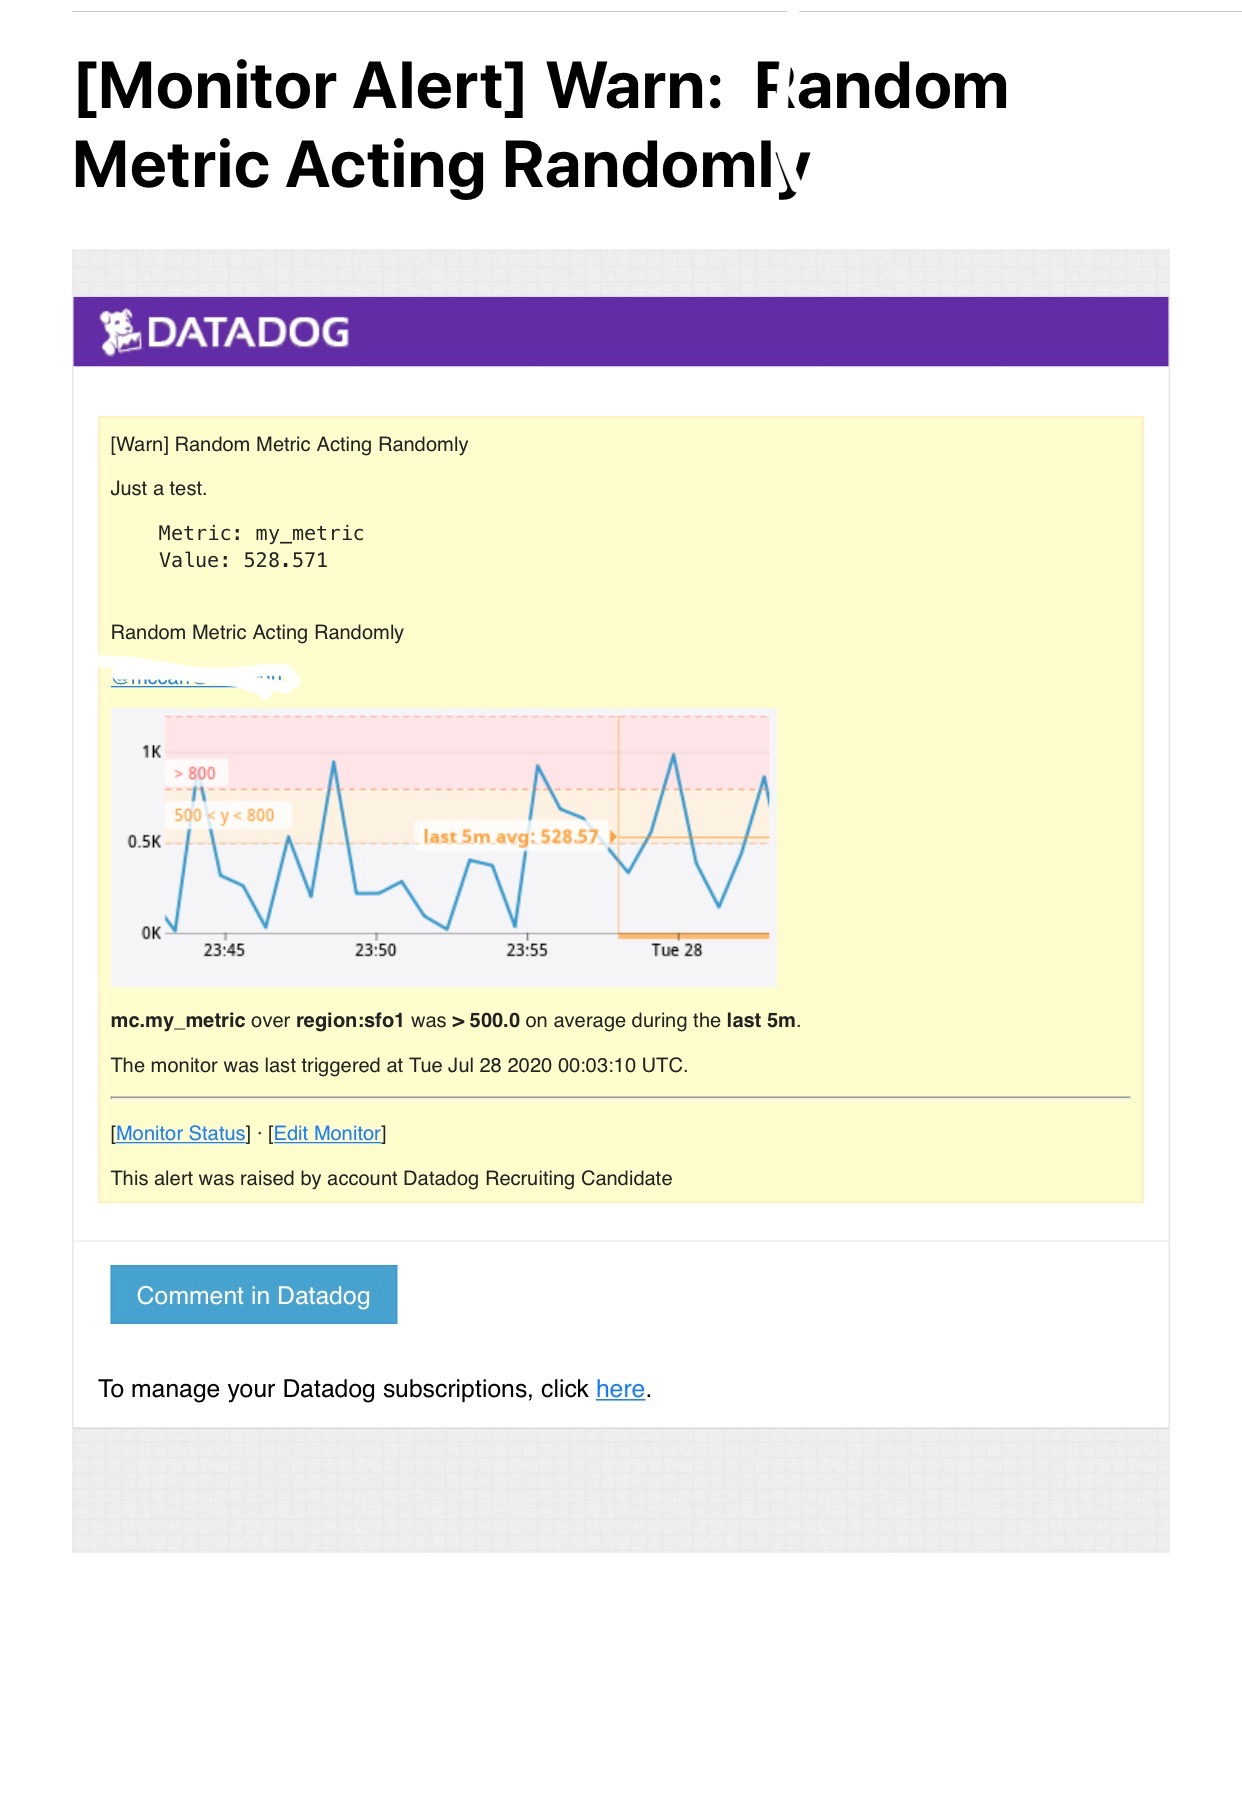 [Monitor Alert] Warn: Random
Metric Acting Randomly
DATADOG
[Warn] Random Metric Acting Randomly
Just a test.
Metric: my_metric
Value: 528.571
Random Metric Acting Randomly
1K
> 800
500 < y < 800
0.5K
last 5m avg: 528.57
0K
23:45 23:50 23:55 Tue 28
mc.my_metric over region:sfo1 was > 500.0 on average during the last 5m.
The monitor was last triggered at Tue Jul 28 2020 00:03:10 UTC.
[Monitor Status] · [Edit Monitor]
This alert was raised by account Datadog Recruiting Candidate
Comment in Datadog
To manage your Datadog subscriptions, click here.